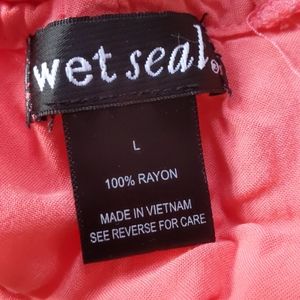 wet seal®
L
100% RAYON
MADE IN VIETNAM
SEE REVERSE FOR CARE